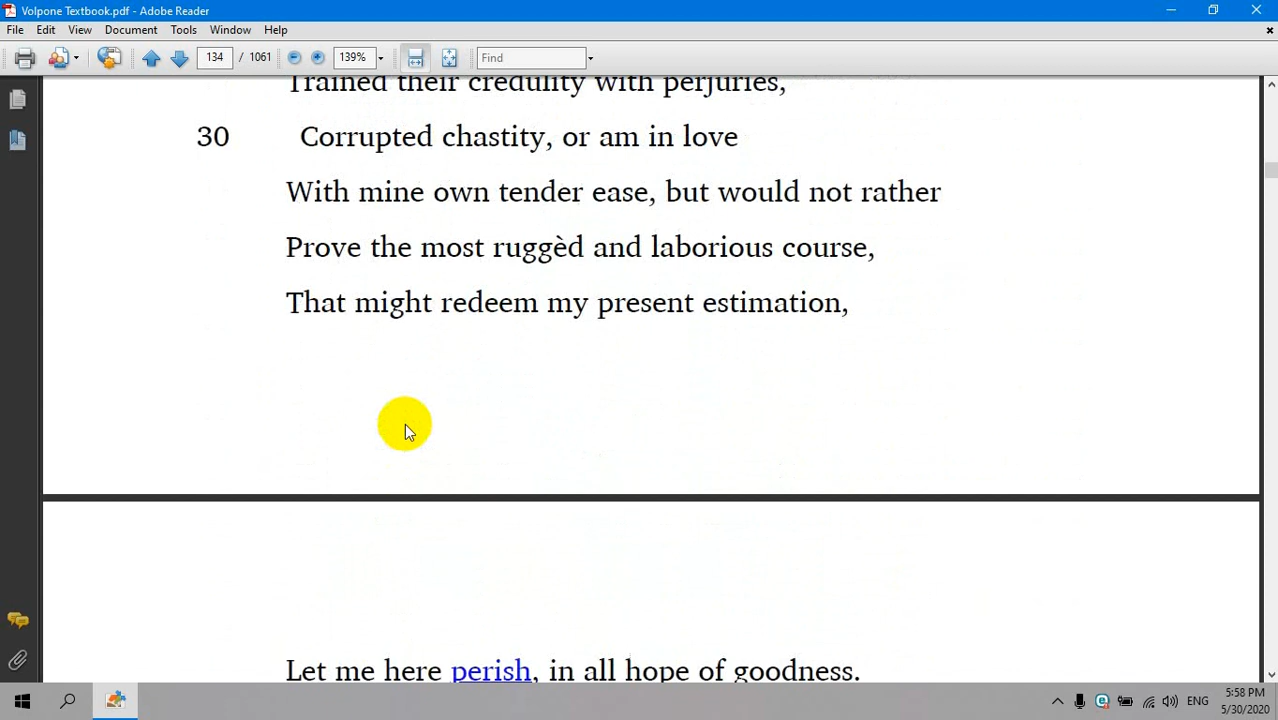 Volpone Textbook.pdf - Adobe Reader
File Edit View Document Tools Window Help
134 / 1061 139% Find
Trained their credulity with perjuries,
30 Corrupted chastity, or am in love
With mine own tender ease, but would not rather
Prove the most ruggèd and laborious course,
That might redeem my present estimation,
Let me here perish, in all hope of goodness.
ENG
5:58 PM
5/30/2020